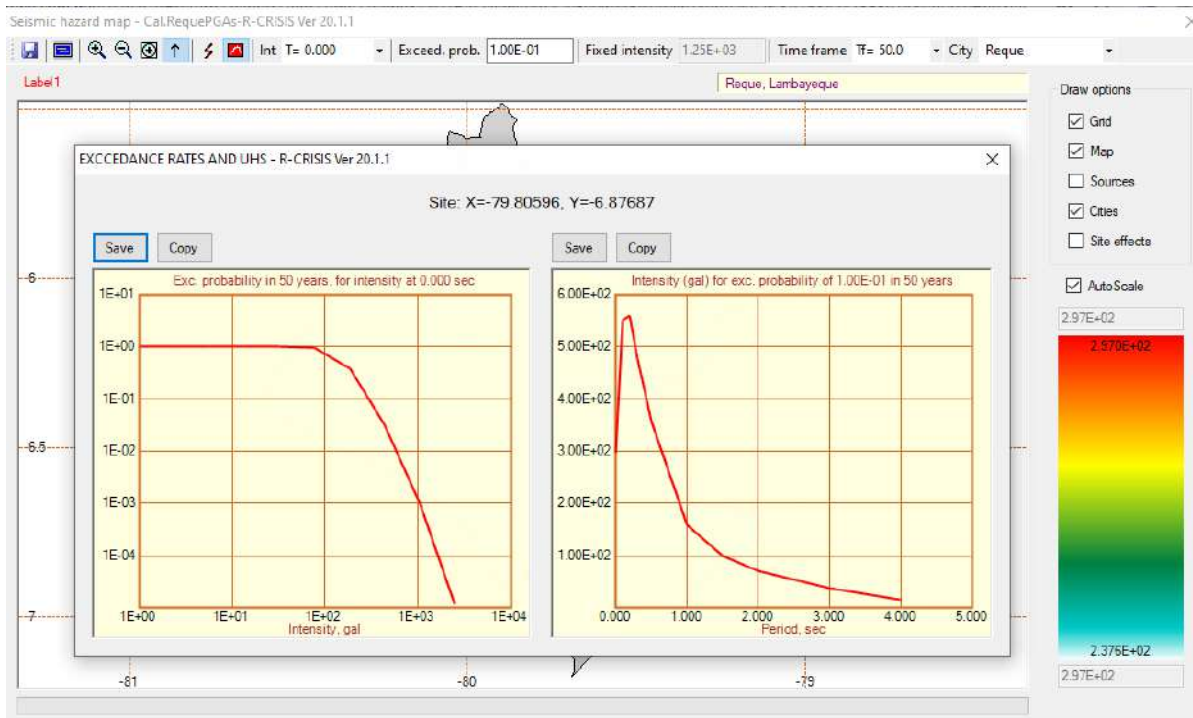 Seismic hazard map - Cal.RequePGAs-R-CRISIS Ver 20.1.1
Int T= 0.000 Exceed. prob. 1.00E-01 Fixed intensity 1.25E+03 Time frame Tf= 50.0 City Reque
Label1
Reque, Lambayeque
Draw options
Grid
Map
Sources
Cities
Site effects
AutoScale
2.97E+02
2.970E+02
2.376E+02
2.97E+02
EXCCEDANCE RATES AND UHS - R-CRISIS Ver 20.1.1
Site: X=-79.80596, Y=-6.87687
Save Copy
Exc. probability in 50 years, for intensity at 0.000 sec
1E+01
1E+00
1E-01
1E-02
1E-03
1E-04
1E+00 1E+01 1E+02 1E+03 1E+04
Intensity, gal
Save Copy
Intensity (gal) for exc. probability of 1.00E-01 in 50 years
6.00E+02
5.00E+02
4.00E+02
3.00E+02
2.00E+02
1.00E+02
0.000 1.000 2.000 3.000 4.000 5.000
Period, sec
-6
-6.5
-7
-81 -80 -79